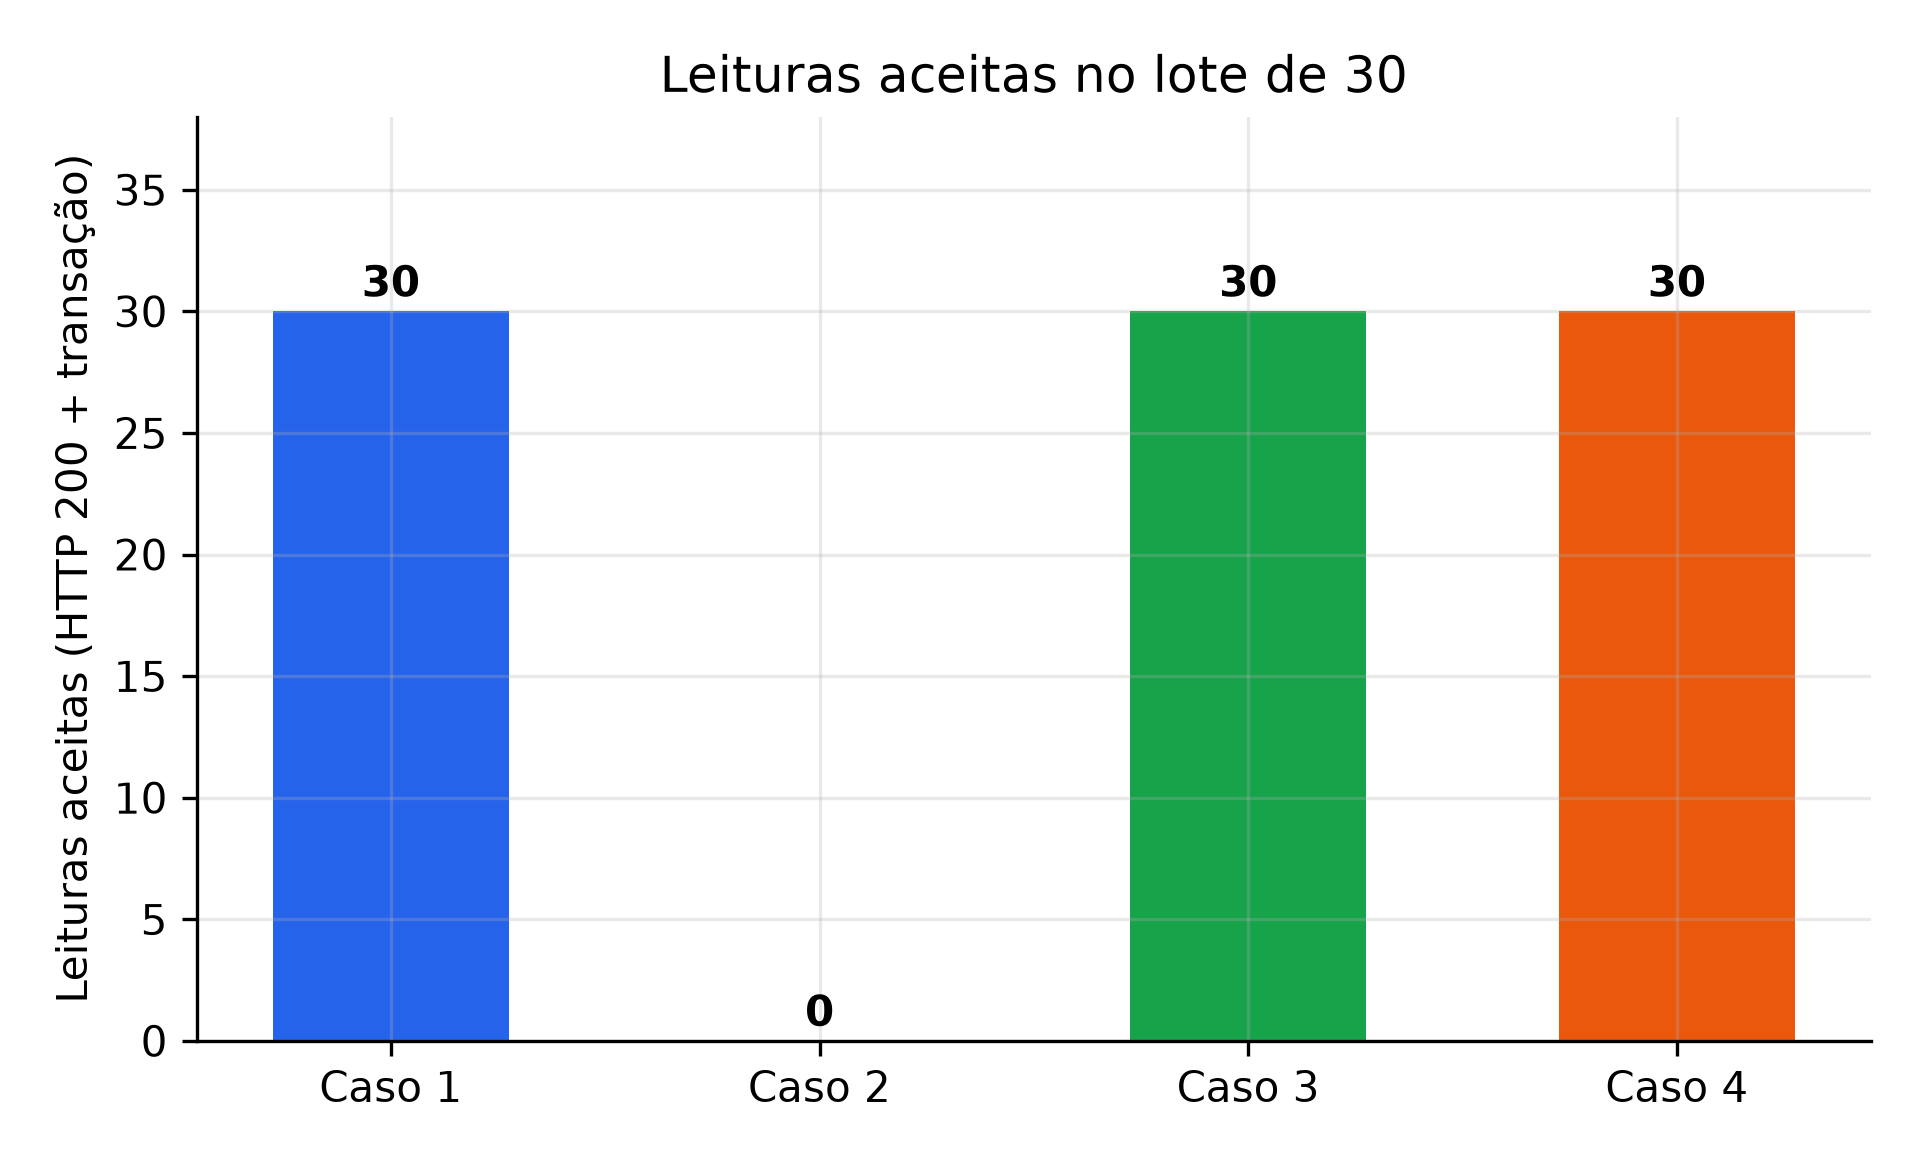 Leituras aceitas no lote de 30
Leituras aceitas (HTTP 200 + transação)
35
30
25
20
15
10
5
0
30
0
30
30
Caso 1
Caso 2
Caso 3
Caso 4